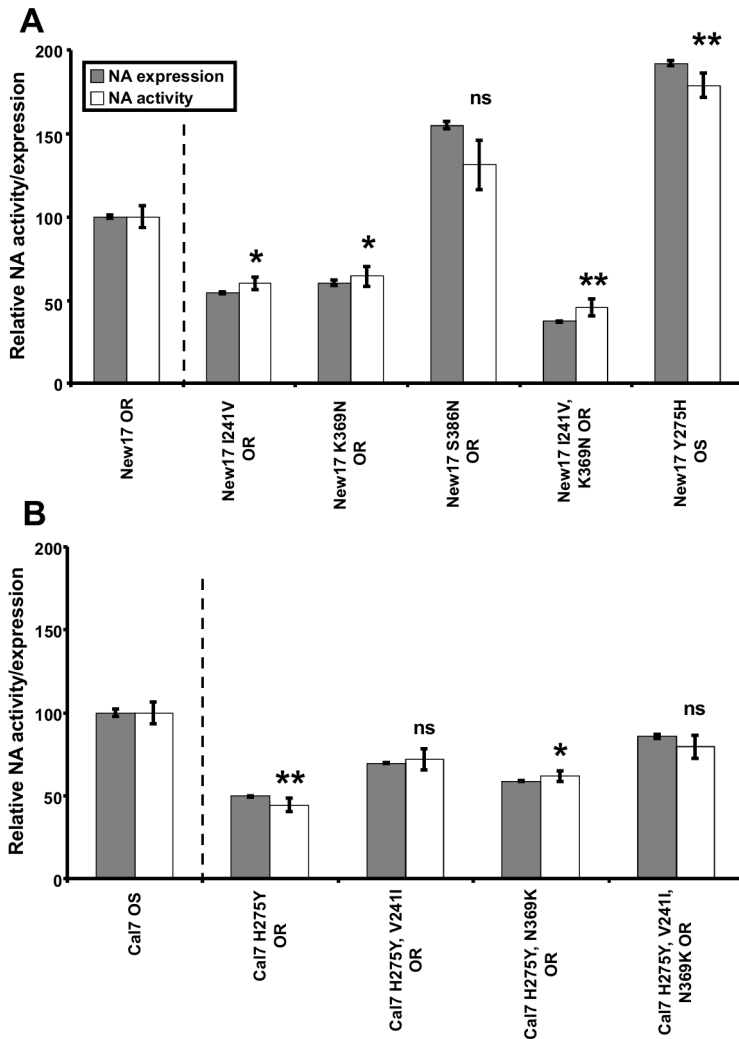 A
Relative NA activity/expression
200
150
100
50
0
NA expression
NA activity
*
*
ns
**
**
New17 OR
New17 I241V
OR
New17 K369N
OR
New17 S386N
OR
New17 I241V,
K369N OR
New17 Y275H
OS
B
Relative NA activity/expression
200
150
100
50
0
**
ns
*
ns
Cal7 OS
Cal7 H275Y
OR
Cal7 H275Y, V241I
OR
Cal7 H275Y, N369K
OR
Cal7 H275Y, V241I,
N369K OR